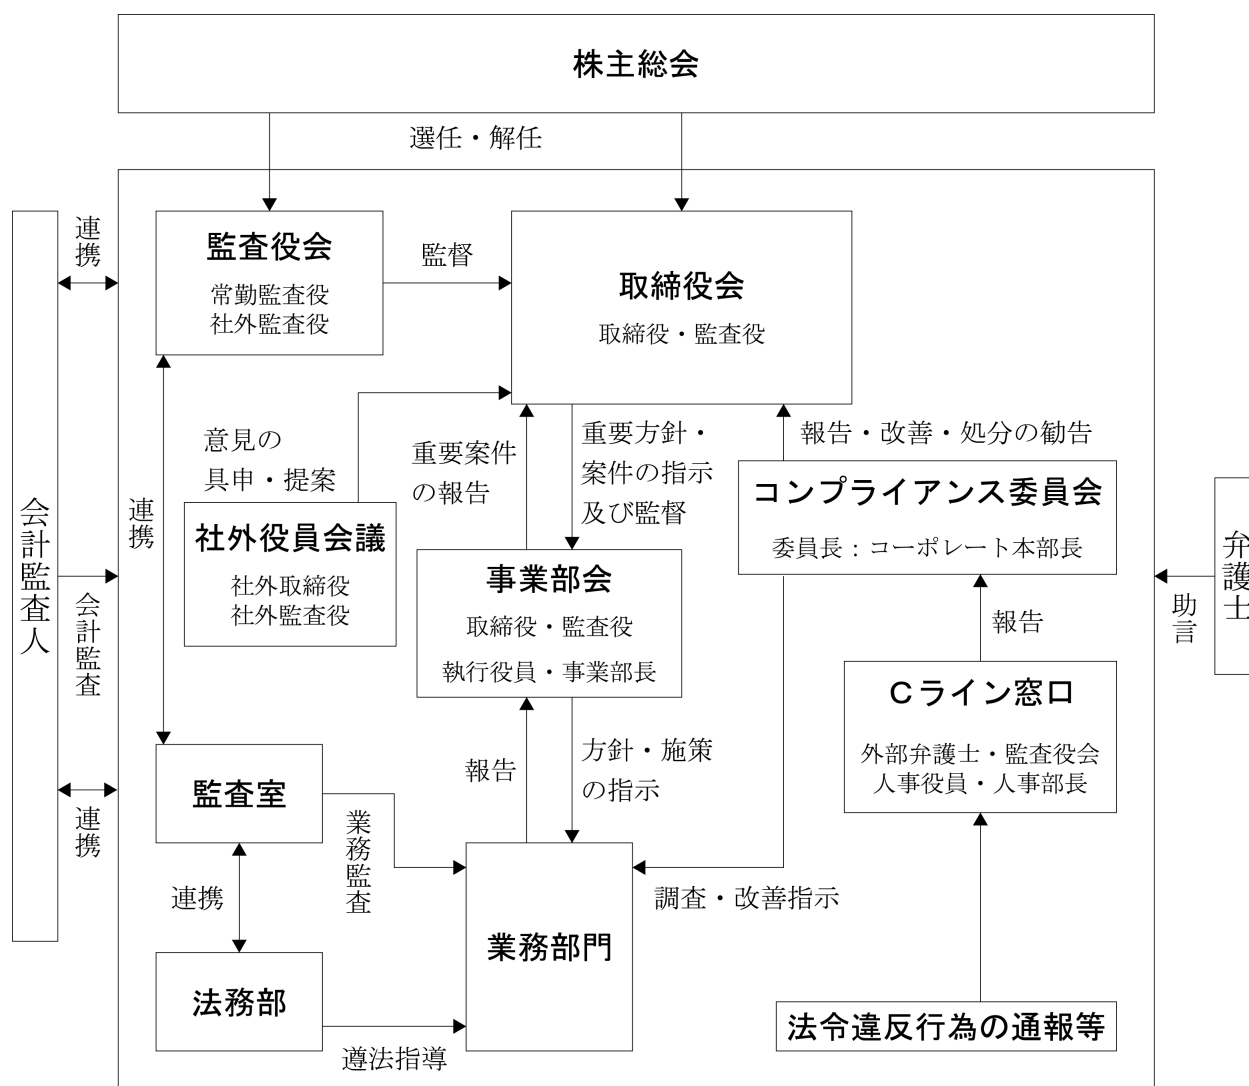 株主総会
選任・解任
連携
監査役会
常勤監査役
社外監査役
監督
取締役会
取締役・監査役
意見の
具申・提案
重要案件
の報告
重要方針・
案件の指示
及び監督
報告・改善・処分の勧告
コンプライアンス委員会
委員長：コーポレート本部長
連携
社外役員会議
社外取締役
社外監査役
事業部会
取締役・監査役
執行役員・事業部長
会計監査人
会計監査
弁護士
助言
報告
Ｃライン窓口
外部弁護士・監査役会
人事役員・人事部長
報告
方針・施策
の指示
監査室
連携
業務監査
連携
調査・改善指示
業務部門
法務部
遵法指導
法令違反行為の通報等